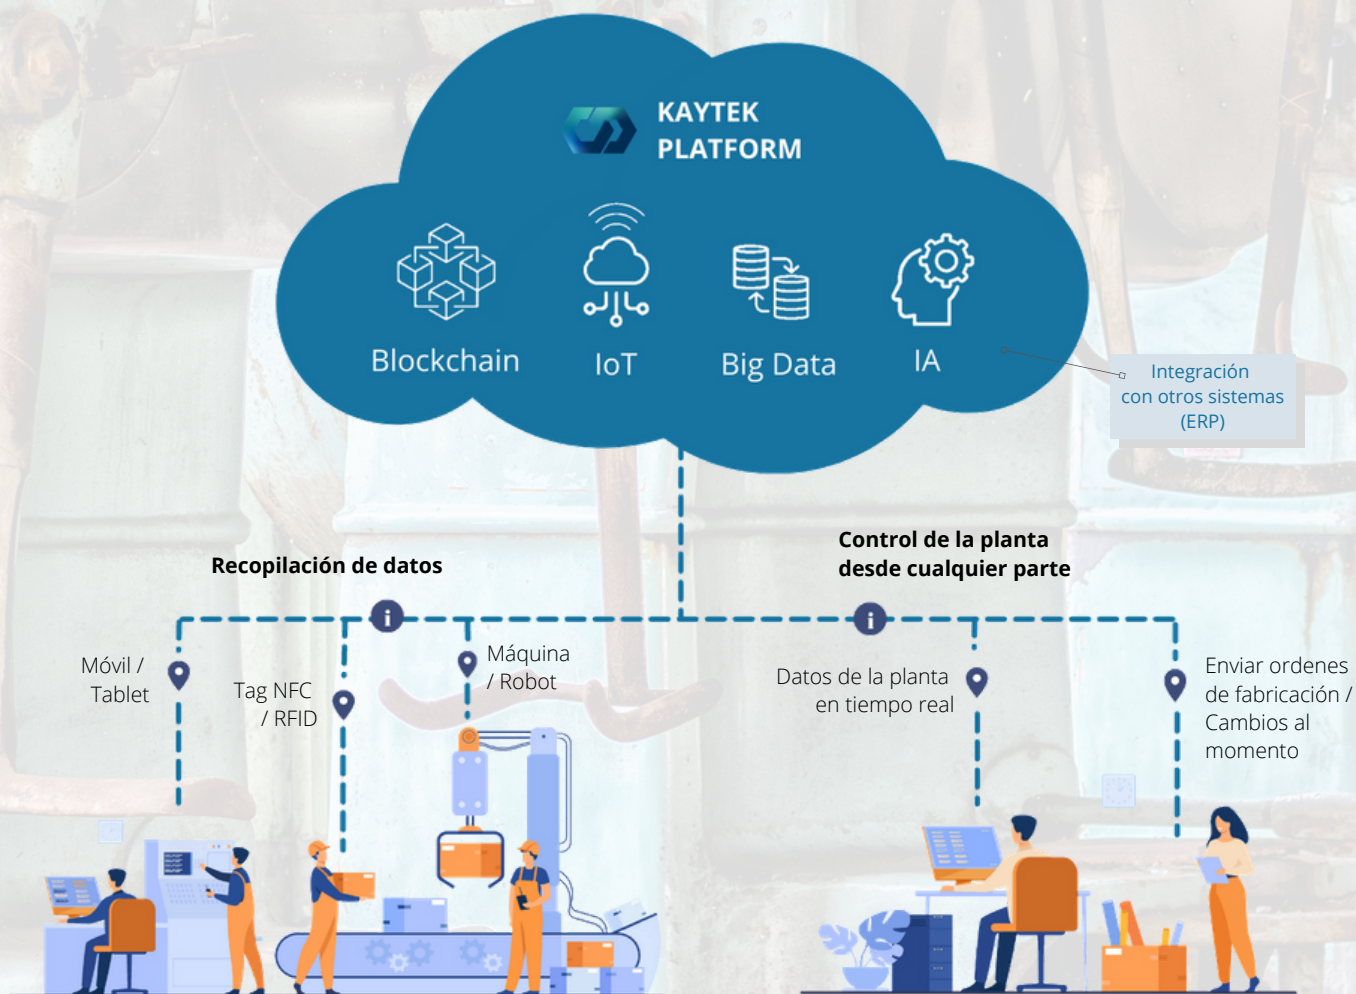 KAYTEK
PLATFORM
Blockchain
IoT
Big Data
IA
Integración
con otros sistemas
(ERP)
Recopilación de datos
Control de la planta
desde cualquier parte
i
i
Móvil /
Tablet
Tag NFC
/ RFID
Máquina
/ Robot
Datos de la planta
en tiempo real
Enviar ordenes
de fabricación /
Cambios al
momento